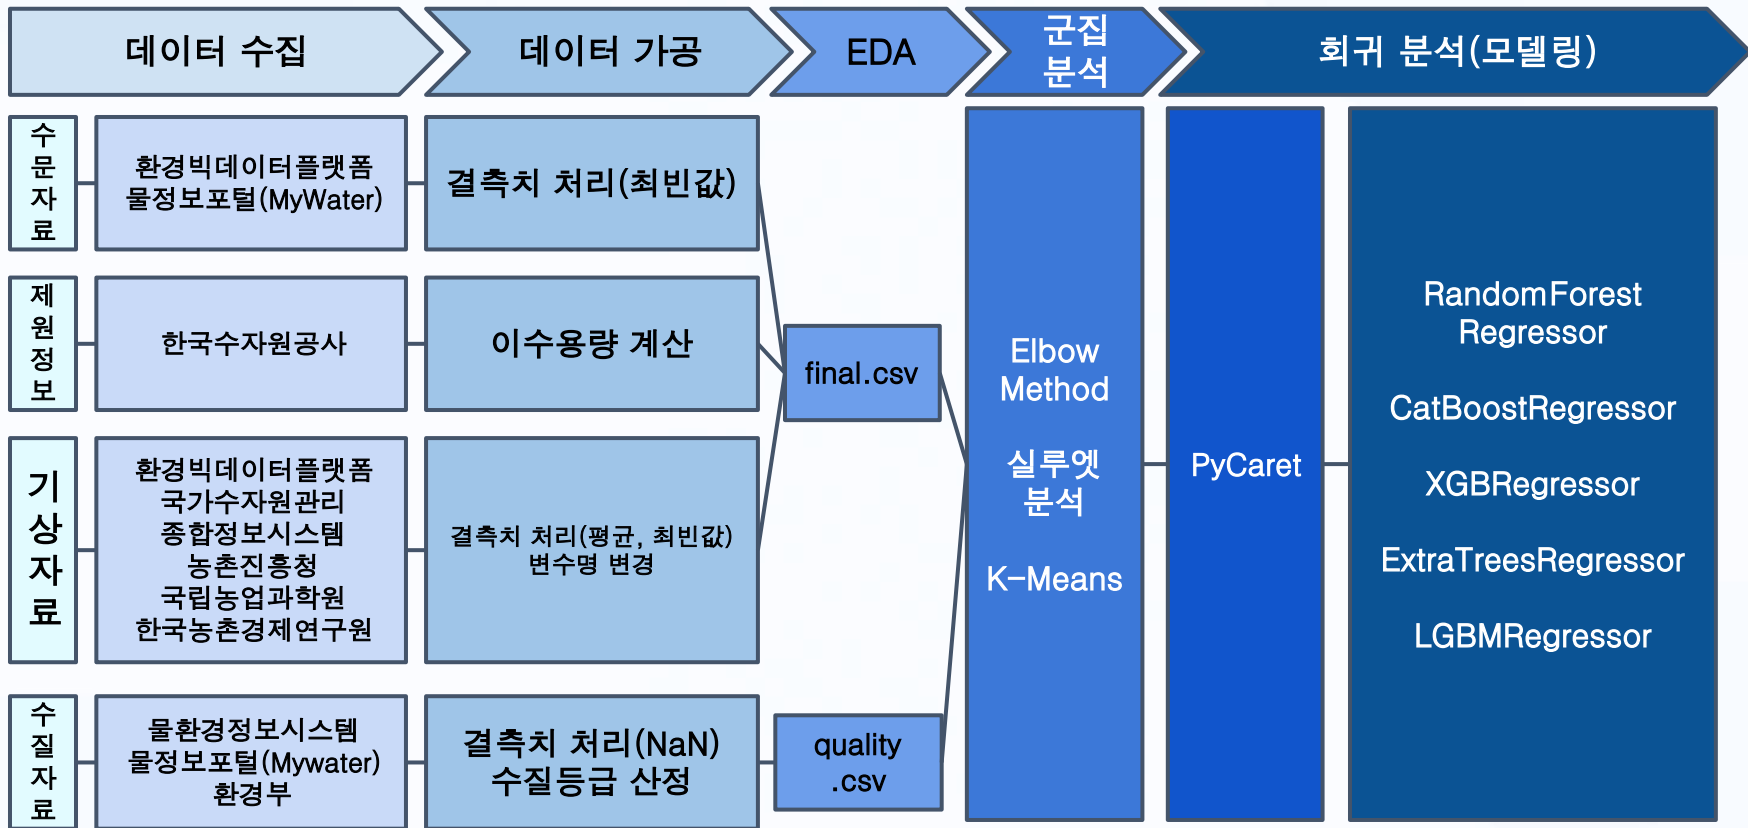 데이터 수집
데이터 가공
EDA
군집
분석
회귀 분석(모델링)
수
문
자
료
환경빅데이터플랫폼
물정보포털(MyWater)
결측치 처리(최빈값)
제
원
정
보
한국수자원공사
이수용량 계산
final.csv
기
상
자
료
환경빅데이터플랫폼
국가수자원관리
종합정보시스템
농촌진흥청
국립농업과학원
한국농촌경제연구원
결측치 처리(평균, 최빈값)
변수명 변경
수
질
자
료
물환경정보시스템
물정보포털(Mywater)
환경부
결측치 처리(NaN)
수질등급 산정
quality
.csv
Elbow
Method
실루엣
분석
K-Means
PyCaret
RandomForest
Regressor
CatBoostRegressor
XGBRegressor
ExtraTreesRegressor
LGBMRegressor